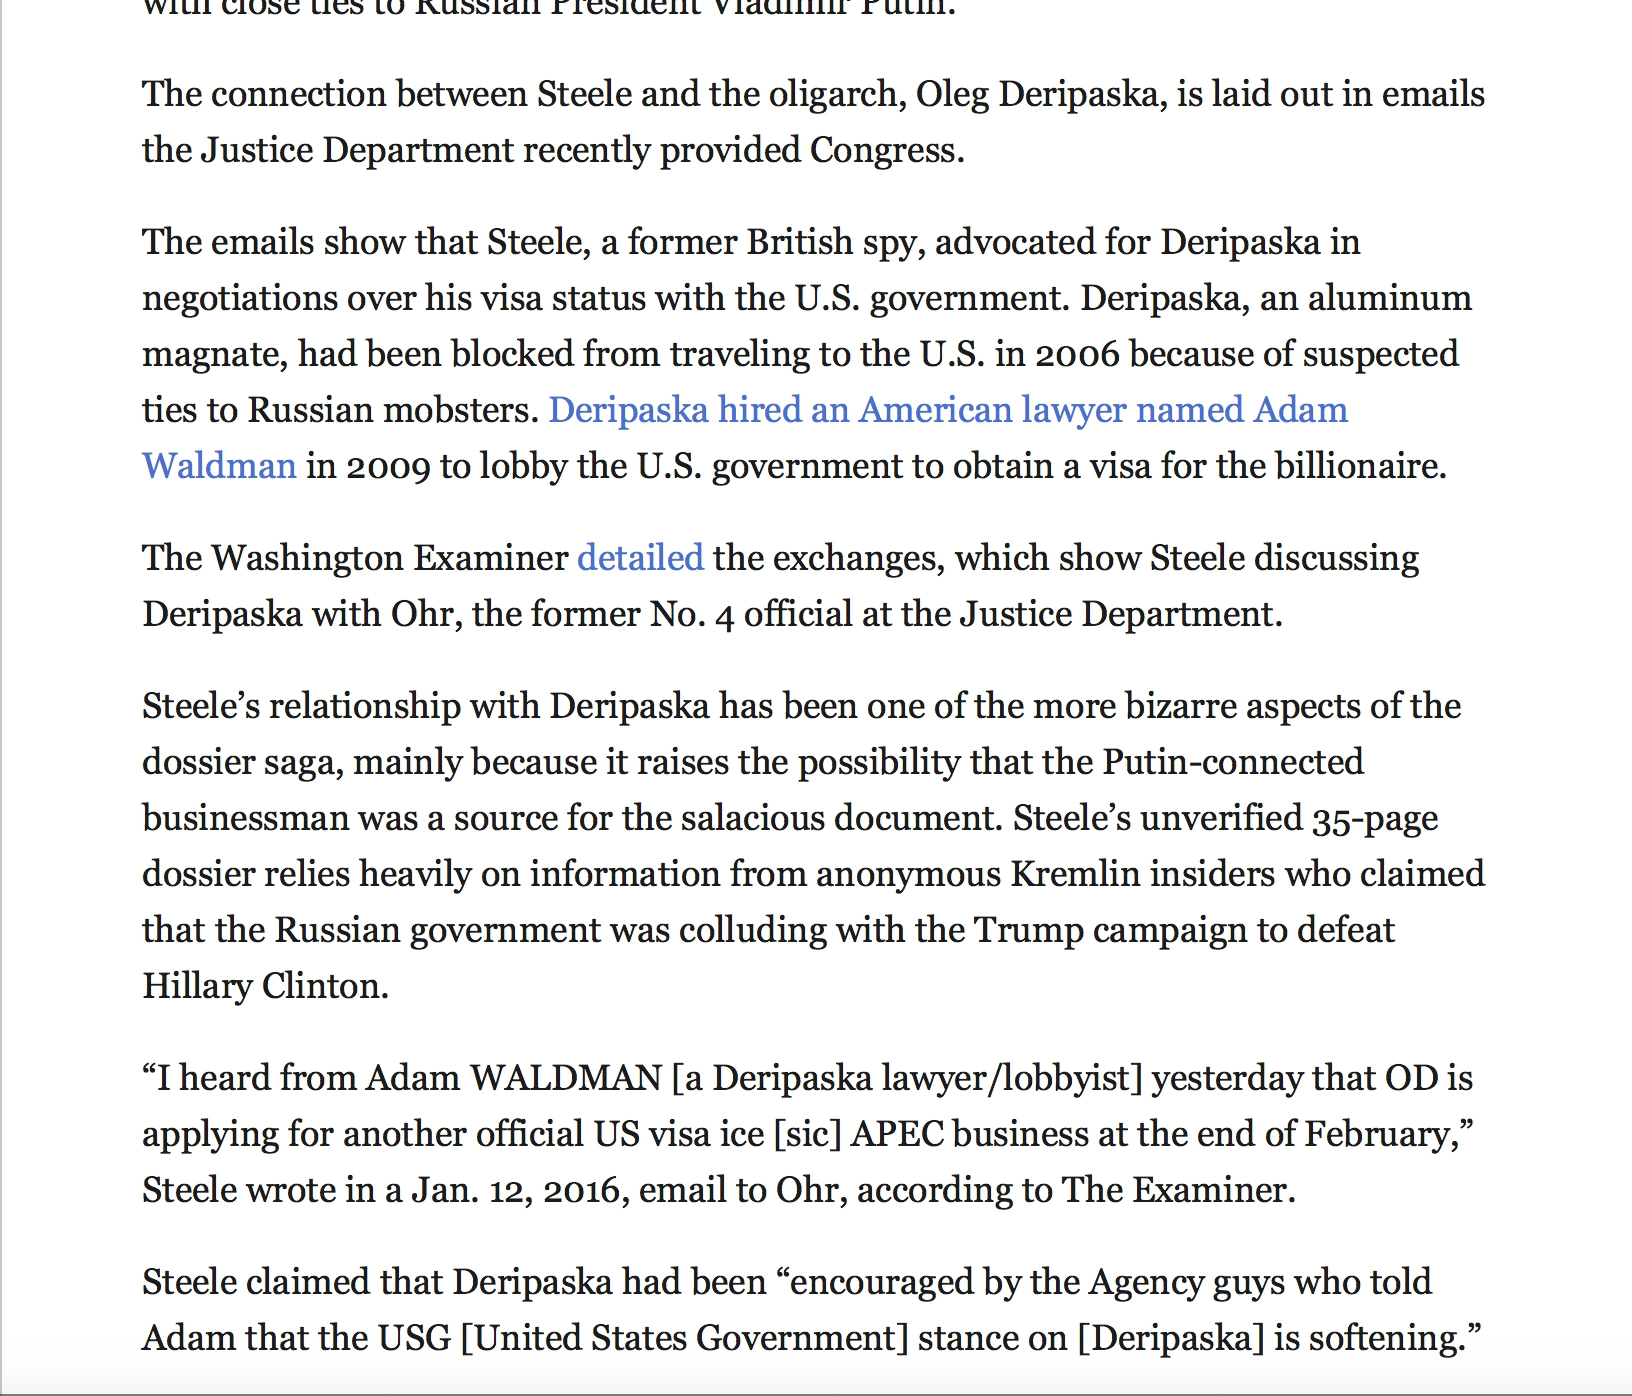 with close ties to Russian President Vladimir Putin.
The connection between Steele and the oligarch, Oleg Deripaska, is laid out in emails
the Justice Department recently provided Congress.
The emails show that Steele, a former British spy, advocated for Deripaska in
negotiations over his visa status with the U.S. government. Deripaska, an aluminum
magnate, had been blocked from traveling to the U.S. in 2006 because of suspected
ties to Russian mobsters. Deripaska hired an American lawyer named Adam
Waldman in 2009 to lobby the U.S. government to obtain a visa for the billionaire.
The Washington Examiner detailed the exchanges, which show Steele discussing
Deripaska with Ohr, the former No. 4 official at the Justice Department.
Steele’s relationship with Deripaska has been one of the more bizarre aspects of the
dossier saga, mainly because it raises the possibility that the Putin-connected
businessman was a source for the salacious document. Steele’s unverified 35-page
dossier relies heavily on information from anonymous Kremlin insiders who claimed
that the Russian government was colluding with the Trump campaign to defeat
Hillary Clinton.
“I heard from Adam WALDMAN [a Deripaska lawyer/lobbyist] yesterday that OD is
applying for another official US visa ice [sic] APEC business at the end of February,”
Steele wrote in a Jan. 12, 2016, email to Ohr, according to The Examiner.
Steele claimed that Deripaska had been “encouraged by the Agency guys who told
Adam that the USG [United States Government] stance on [Deripaska] is softening.”